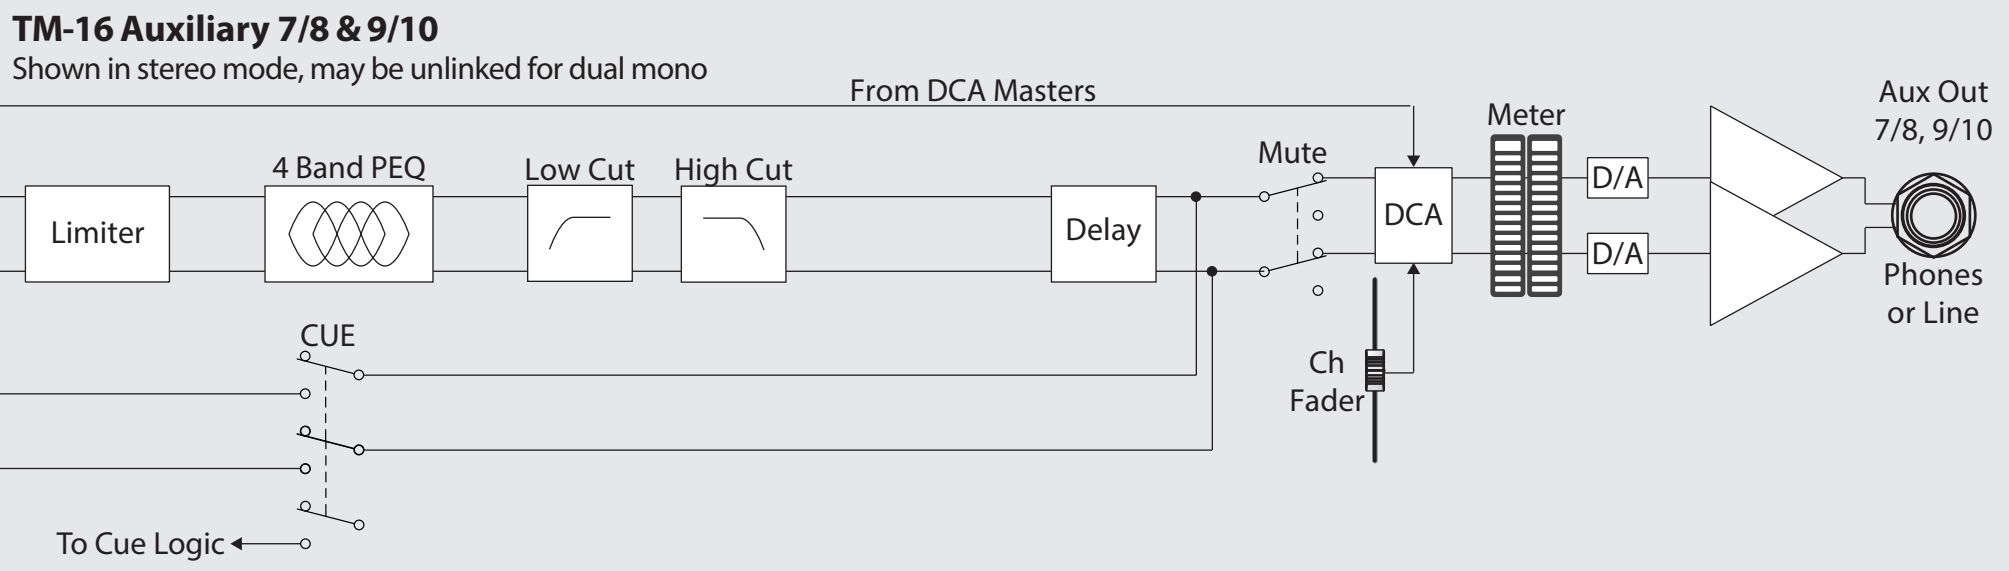 TM-16 Auxiliary 7/8 & 9/10
Shown in stereo mode, may be unlinked for dual mono
From DCA Masters
Aux Out
7/8, 9/10
Meter
Mute
4 Band PEQ
Low Cut
High Cut
D/A
Limiter
Delay
DCA
D/A
Phones
or Line
CUE
Ch
Fader
To Cue Logic